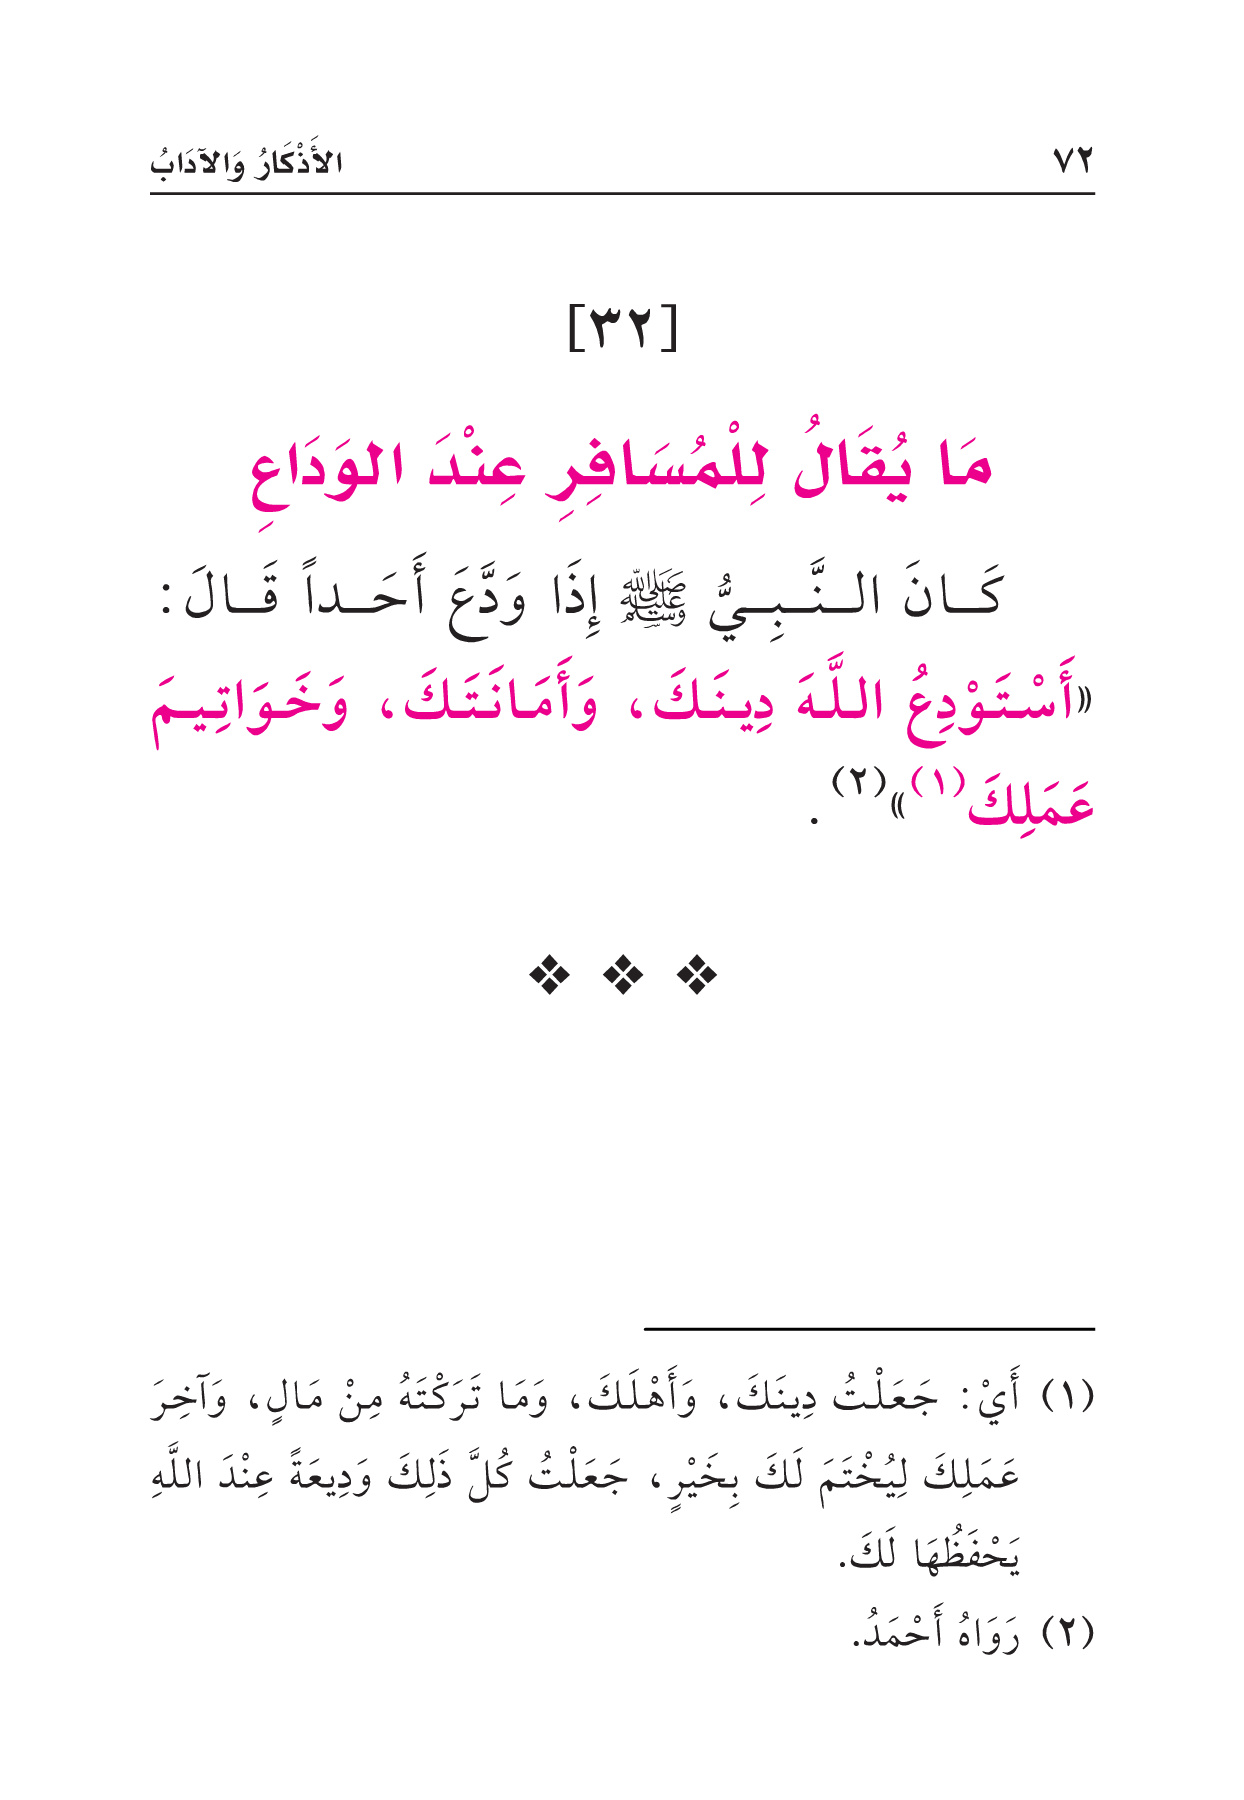 ٧٢ الأَذْكَارُ وَالآدَابُ
[٣٢]
مَا يُقَالُ لِلْمُسَافِرِ عِنْدَ الوَدَاعِ
كَانَ النَّبِيُّ ﷺ إِذَا وَدَّعَ أَحَداً قَالَ:
«أَسْتَوْدِعُ اللَّهَ دِينَكَ، وَأَمَانَتَكَ، وَخَوَاتِيمَ
عَمَلِكَ(١)»(٢).
(١) أَيْ: جَعَلْتُ دِينَكَ، وَأَهْلَكَ، وَمَا تَرَكْتَهُ مِنْ مَالٍ، وَآخِرَ
عَمَلِكَ لِيُخْتَمَ لَكَ بِخَيْرٍ، جَعَلْتُ كُلَّ ذَلِكَ وَدِيعَةً عِنْدَ اللَّهِ
يَحْفَظُهَا لَكَ.
(٢) رَوَاهُ أَحْمَدُ.